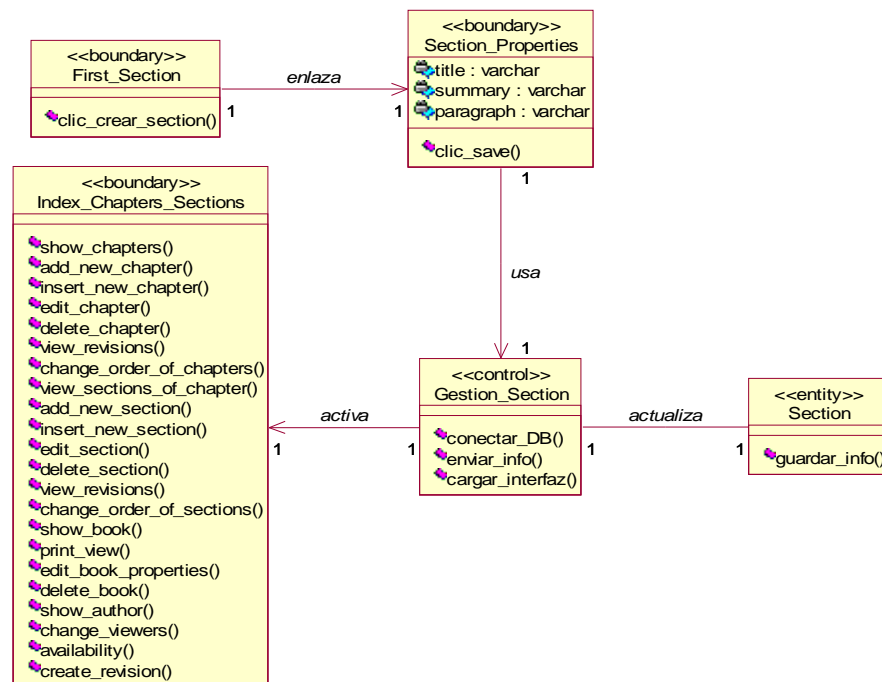 <<boundary>>
First_Section
clic_crear_section()
enlaza
1
1
<<boundary>>
Section_Properties
title : varchar
summary : varchar
paragraph : varchar
clic_save()
1
usa
1
<<boundary>>
Index_Chapters_Sections
show_chapters()
add_new_chapter()
insert_new_chapter()
edit_chapter()
delete_chapter()
view_revisions()
change_order_of_chapters()
view_sections_of_chapter()
add_new_section()
insert_new_section()
edit_section()
delete_section()
view_revisions()
change_order_of_sections()
show_book()
print_view()
edit_book_properties()
delete_book()
show_author()
change_viewers()
availability()
create_revision()
activa
1
1
<<control>>
Gestion_Section
conectar_DB()
enviar_info()
cargar_interfaz()
actualiza
1
1
<<entity>>
Section
guardar_info()